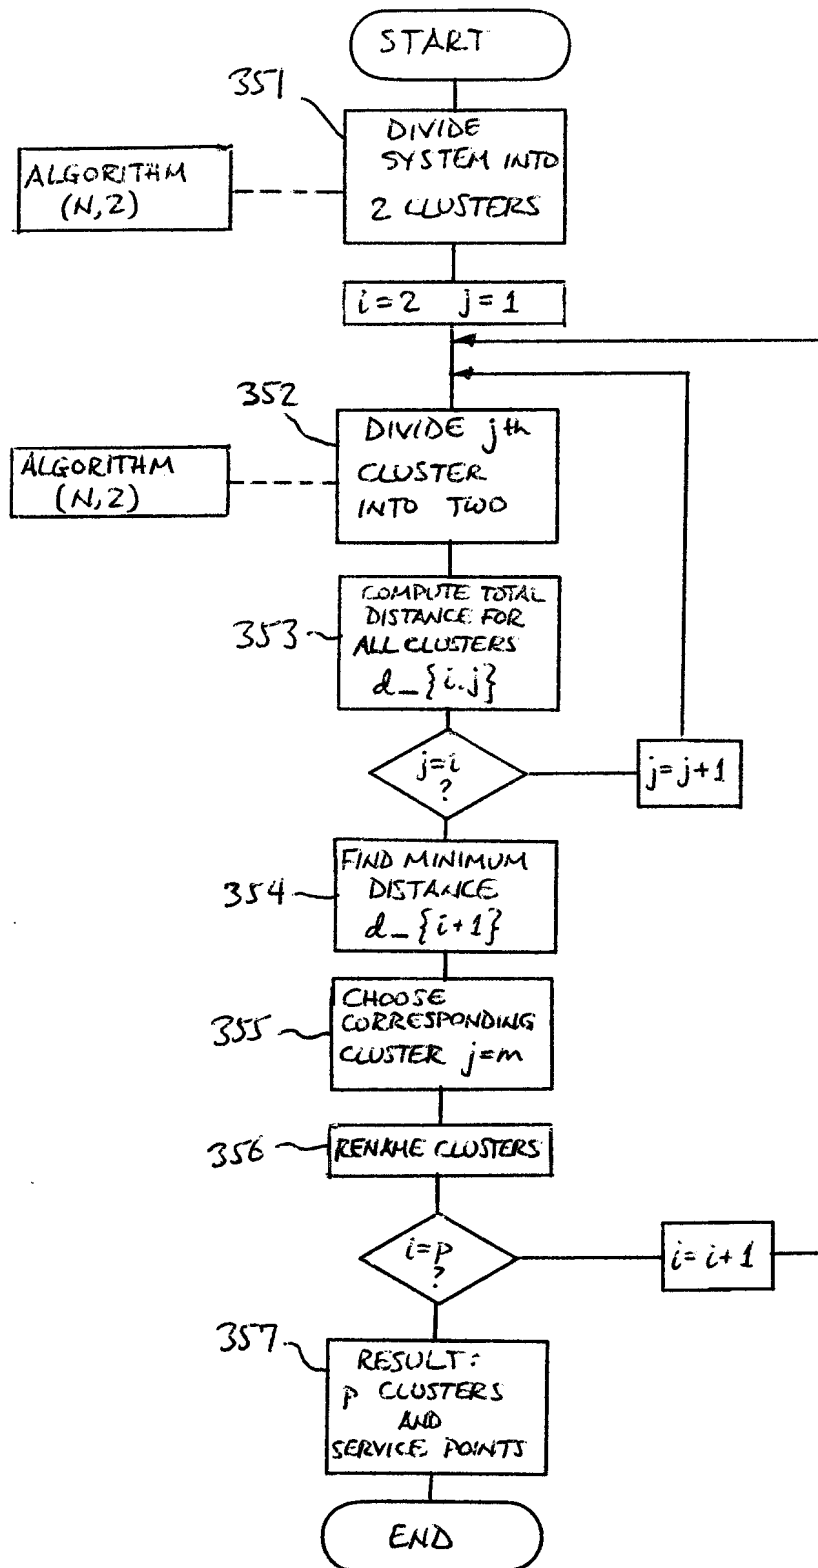 START
351
DIVIDE
SYSTEM INTO
2 CLUSTERS
ALGORITHM
(N,2)
i=2 j=1
352
DIVIDE jth
CLUSTER
INTO TWO
ALGORITHM
(N,2)
353
COMPUTE TOTAL
DISTANCE FOR
ALL CLUSTERS
d_{i.j}
j=i
?
j=j+1
354
FIND MINIMUM
DISTANCE
d_{i+1}
355
CHOOSE
CORRESPONDING
CLUSTER j=m
356
RENAME CLUSTERS
i=p
?
i=i+1
357
RESULT:
p CLUSTERS
AND
SERVICE POINTS
END